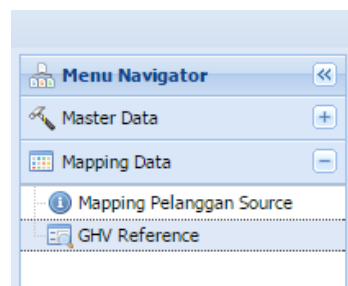 Menu Navigator
Master Data
Mapping Data
Mapping Pelanggan Source
GHV Reference